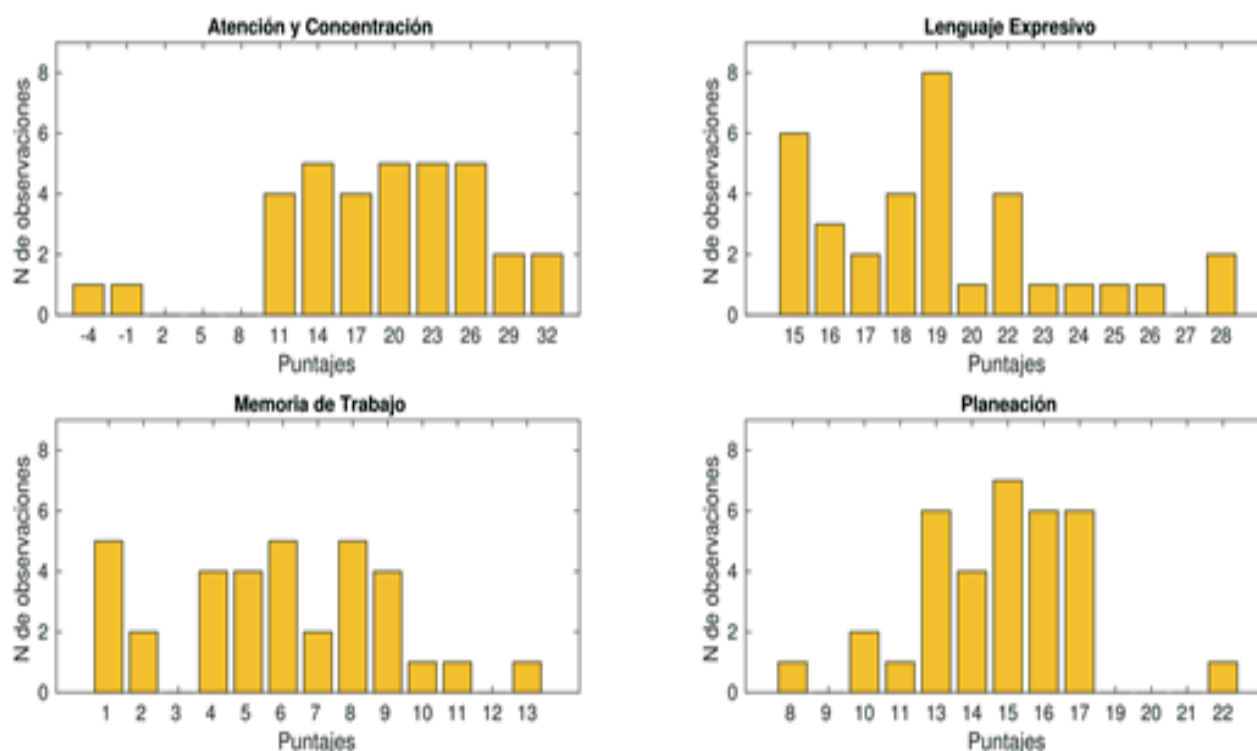 Atención y Concentración
N de observaciones
8
6
4
2
0
-4 -1 2 5 8 11 14 17 20 23 26 29 32
Puntajes
Lenguaje Expresivo
N de observaciones
8
6
4
2
0
15 16 17 18 19 20 22 23 24 25 26 27 28
Puntajes
Memoria de Trabajo
N de observaciones
8
6
4
2
0
1 2 3 4 5 6 7 8 9 10 11 12 13
Puntajes
Planeación
N de observaciones
8
6
4
2
0
8 9 10 11 13 14 15 16 17 19 20 21 22
Puntajes